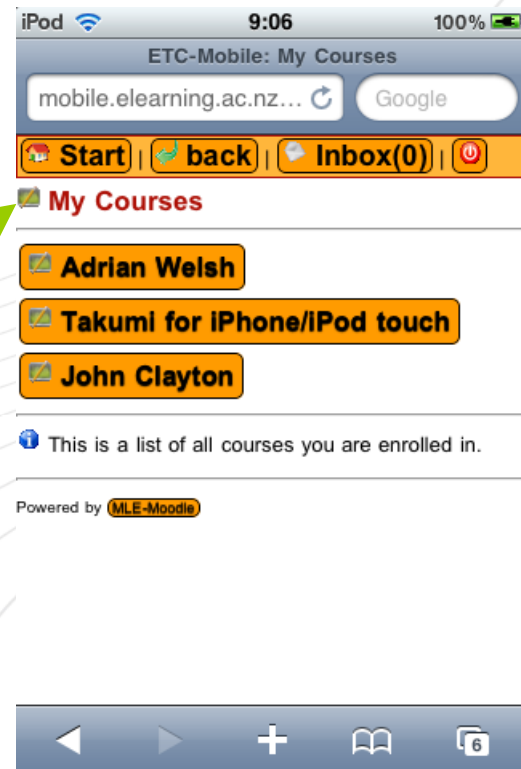 iPod 9:06 100%
ETC-Mobile: My Courses
mobile.elearning.ac.nz... Google
Start | back | Inbox(0) |
My Courses
Adrian Welsh
Takumi for iPhone/iPod touch
John Clayton
This is a list of all courses you are enrolled in.
Powered by MLE-Moodle
6